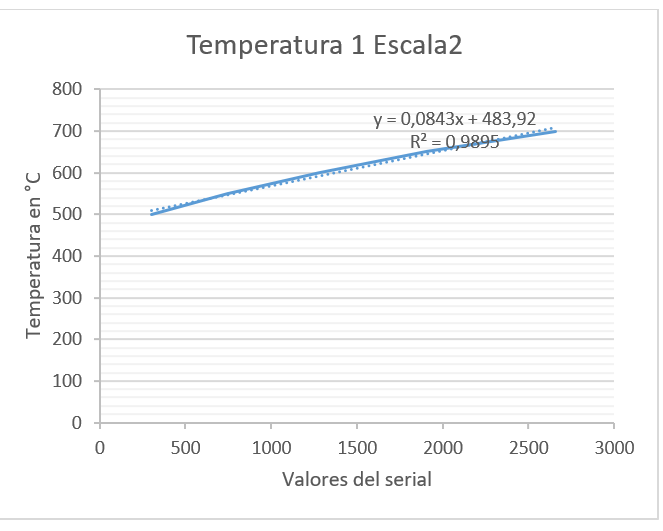 Temperatura 1 Escala2
800
700
600
500
400
300
200
100
0
y = 0,0843x + 483,92
R² = 0,9895
Temperatura en °C
0 500 1000 1500 2000 2500 3000
Valores del serial